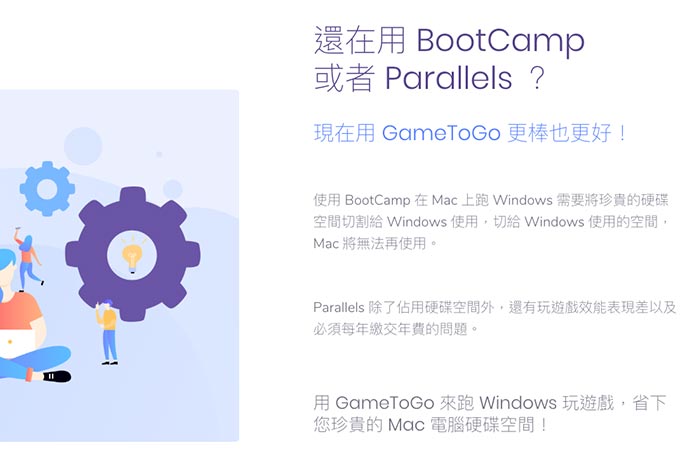 還在用 BootCamp
或者 Parallels ？
現在用 GameToGo 更棒也更好！
使用 BootCamp 在 Mac 上跑 Windows 需要將珍貴的硬碟
空間切割給 Windows 使用，切給 Windows 使用的空間，
Mac 將無法再使用。
Parallels 除了佔用硬碟空間外，還有玩遊戲效能表現差以及
必須每年繳交年費的問題。
用 GameToGo 來跑 Windows 玩遊戲，省下
您珍貴的 Mac 電腦硬碟空間！